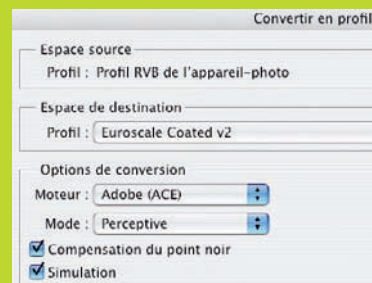 Convertir en profil
Espace source
Profil : Profil RVB de l'appareil-photo
Espace de destination
Profil : Euroscale Coated v2
Options de conversion
Moteur : Adobe (ACE)
Mode : Perceptive
Compensation du point noir
Simulation